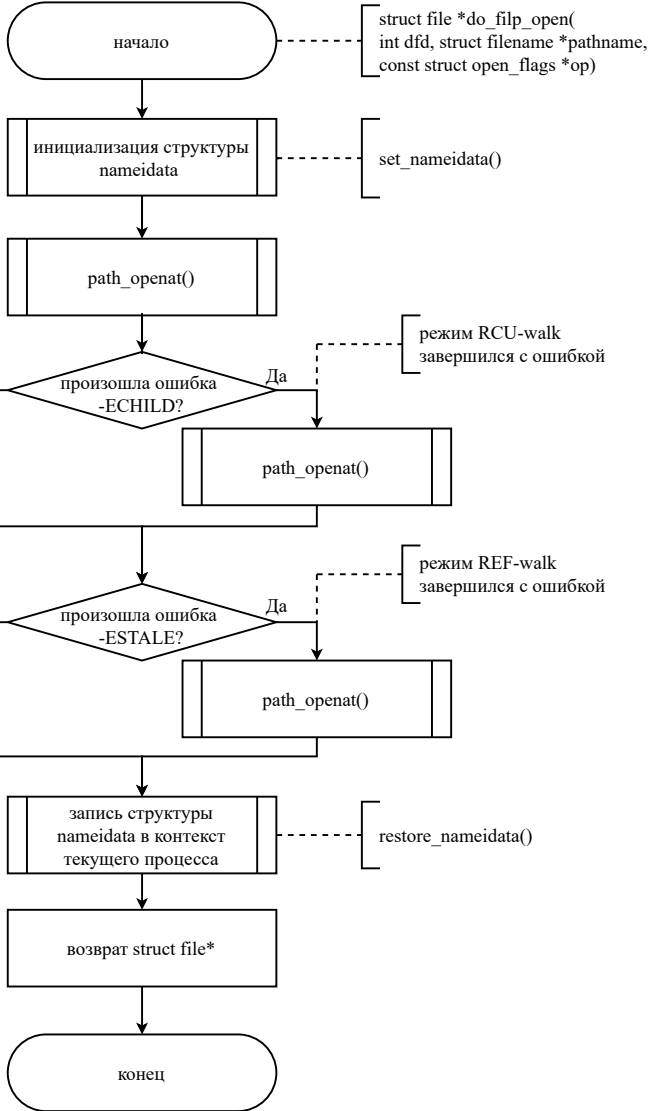 начало
struct file *do_filp_open(
int dfd, struct filename *pathname,
const struct open_flags *op)
инициализация структуры
nameidata
set_nameidata()
path_openat()
режим RCU-walk
завершился с ошибкой
произошла ошибка
-ECHILD?
Да
path_openat()
режим REF-walk
завершился с ошибкой
произошла ошибка
-ESTALE?
Да
path_openat()
запись структуры
nameidata в контекст
текущего процесса
restore_nameidata()
возврат struct file*
конец